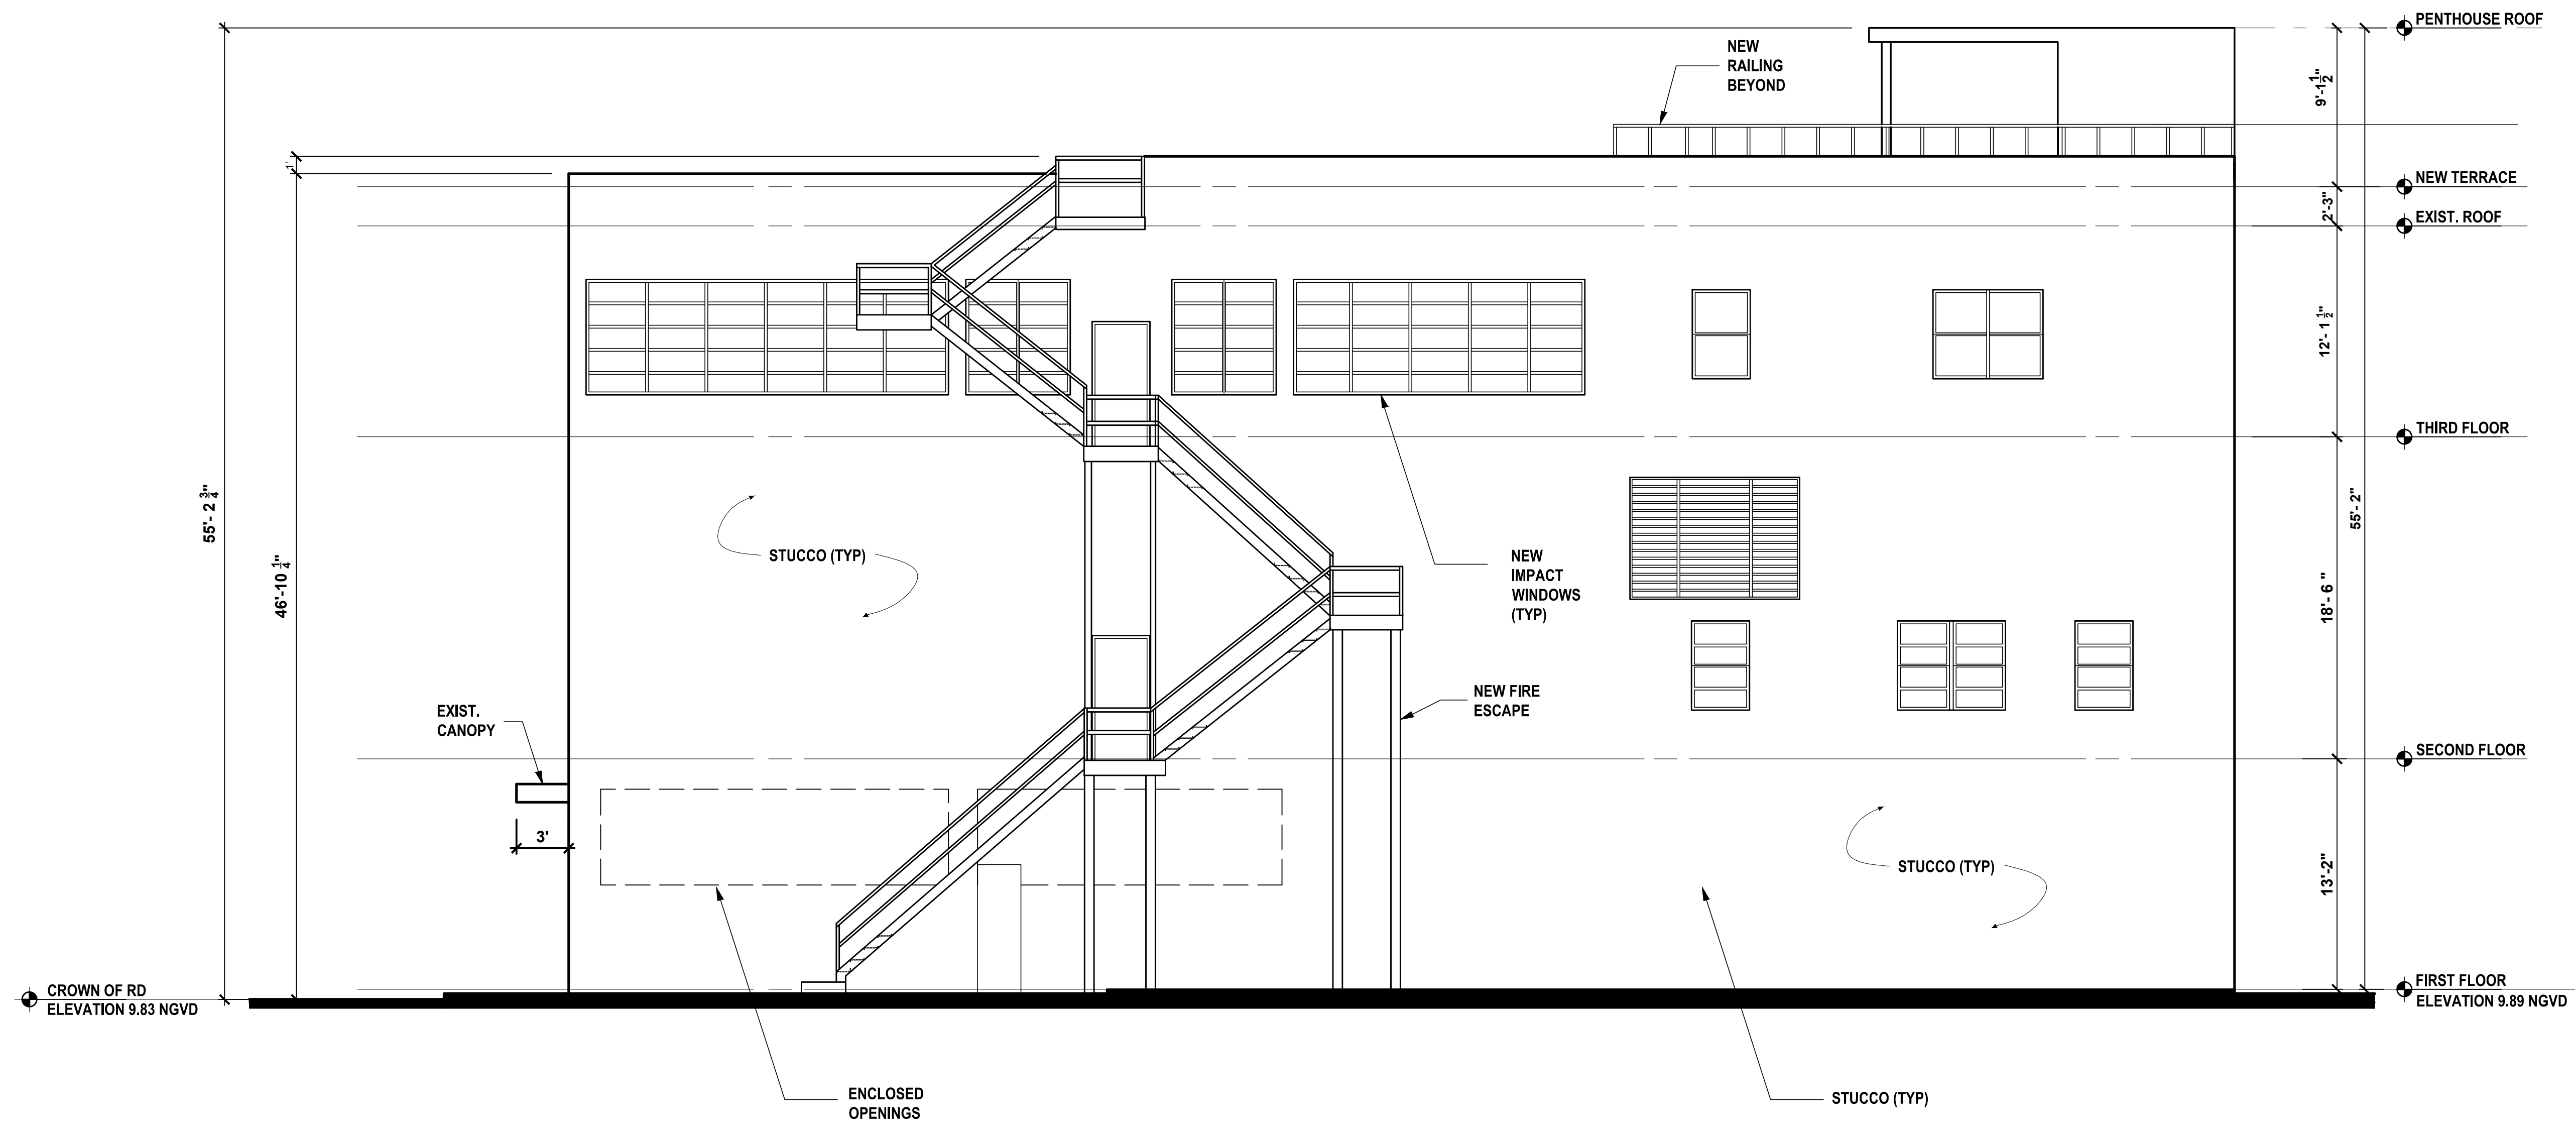 PENTHOUSE ROOF
NEW
RAILING
BEYOND
9'-1 1/2"
1'
NEW TERRACE
2'-3"
EXIST. ROOF
12'- 1 1/2"
THIRD FLOOR
55'- 2 3/4"
55'- 2"
46'-10 1/4"
STUCCO (TYP)
NEW
IMPACT
WINDOWS
(TYP)
18'- 6 "
NEW FIRE
ESCAPE
EXIST.
CANOPY
SECOND FLOOR
3'
STUCCO (TYP)
13'-2"
CROWN OF RD
ELEVATION 9.83 NGVD
FIRST FLOOR
ELEVATION 9.89 NGVD
ENCLOSED
OPENINGS
STUCCO (TYP)